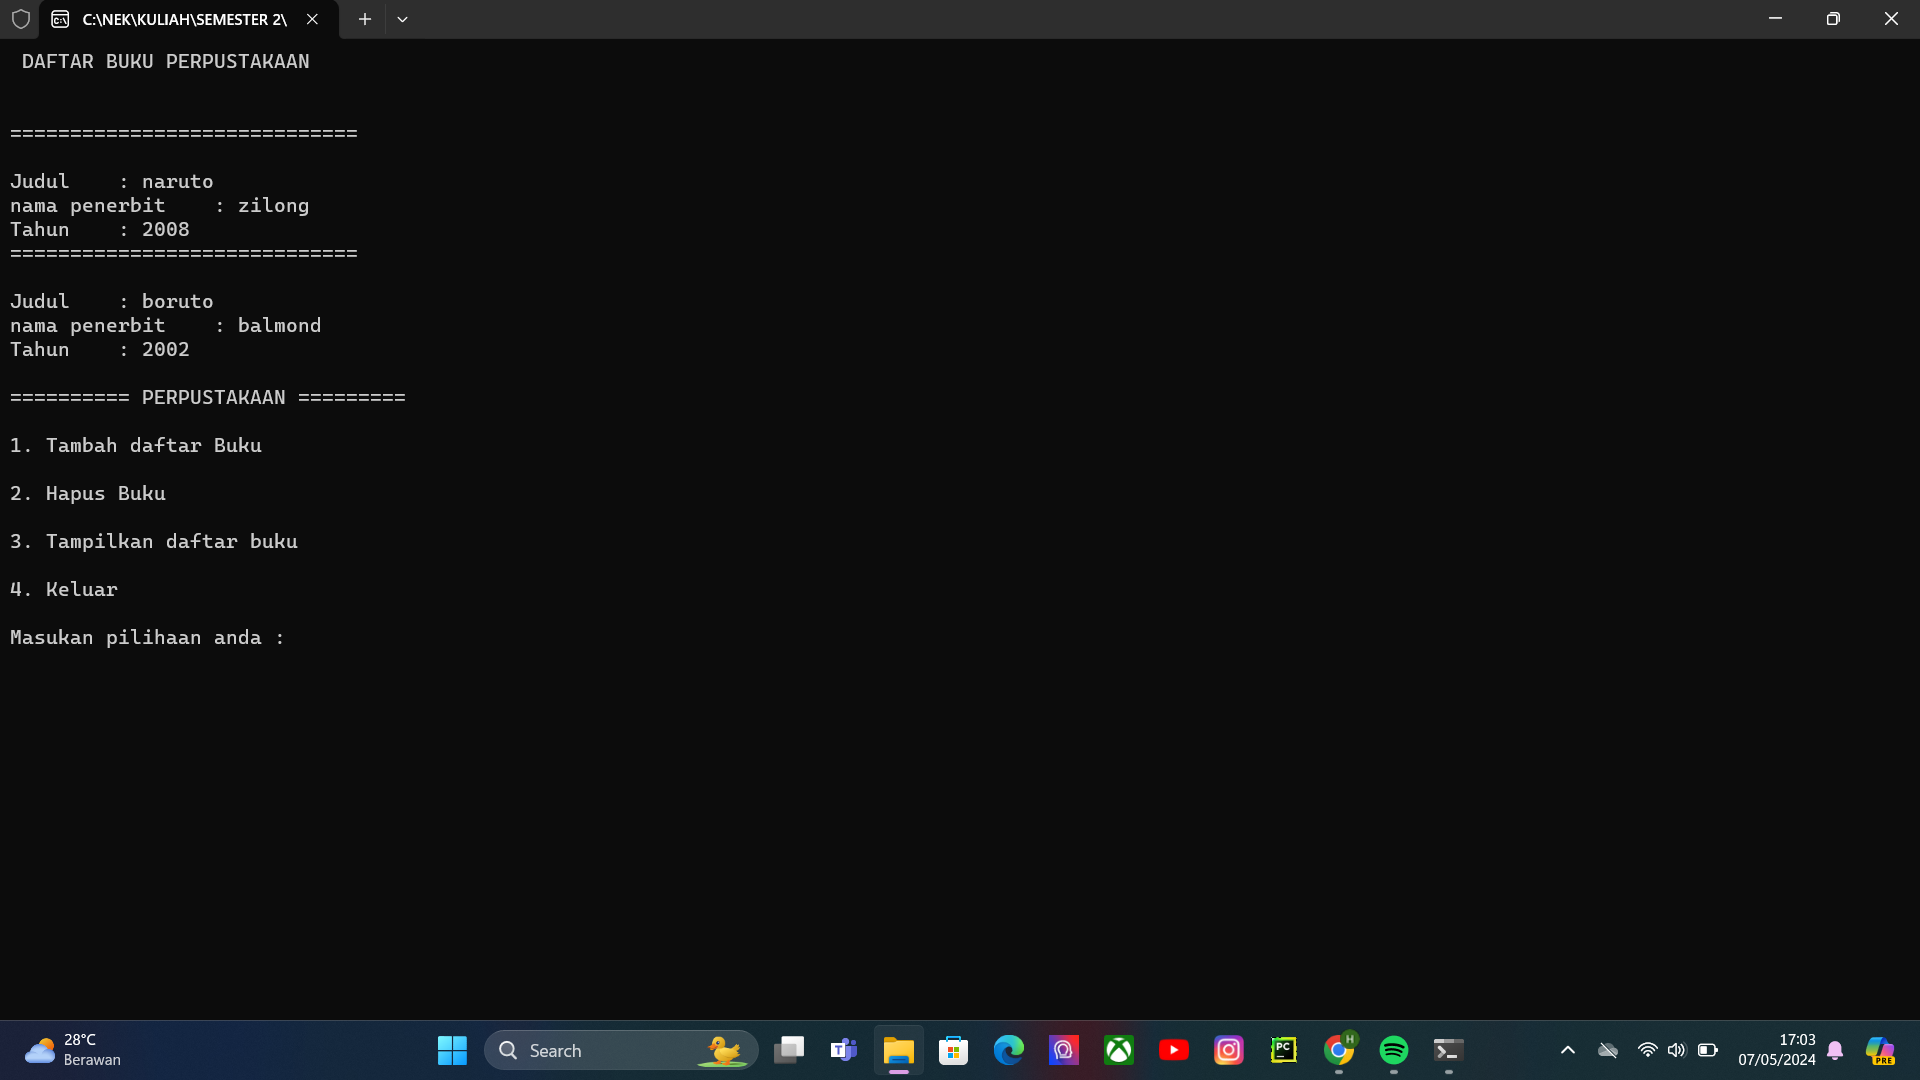 C:\NEK\KULIAH\SEMESTER 2\
DAFTAR BUKU PERPUSTAKAAN
=============================
Judul    : naruto
nama penerbit    : zilong
Tahun    : 2008
=============================
Judul    : boruto
nama penerbit    : balmond
Tahun    : 2002
========== PERPUSTAKAAN =========
1. Tambah daftar Buku
2. Hapus Buku
3. Tampilkan daftar buku
4. Keluar
Masukan pilihaan anda :
28°C
Berawan
Search
PC
H
17:03
07/05/2024
PRE